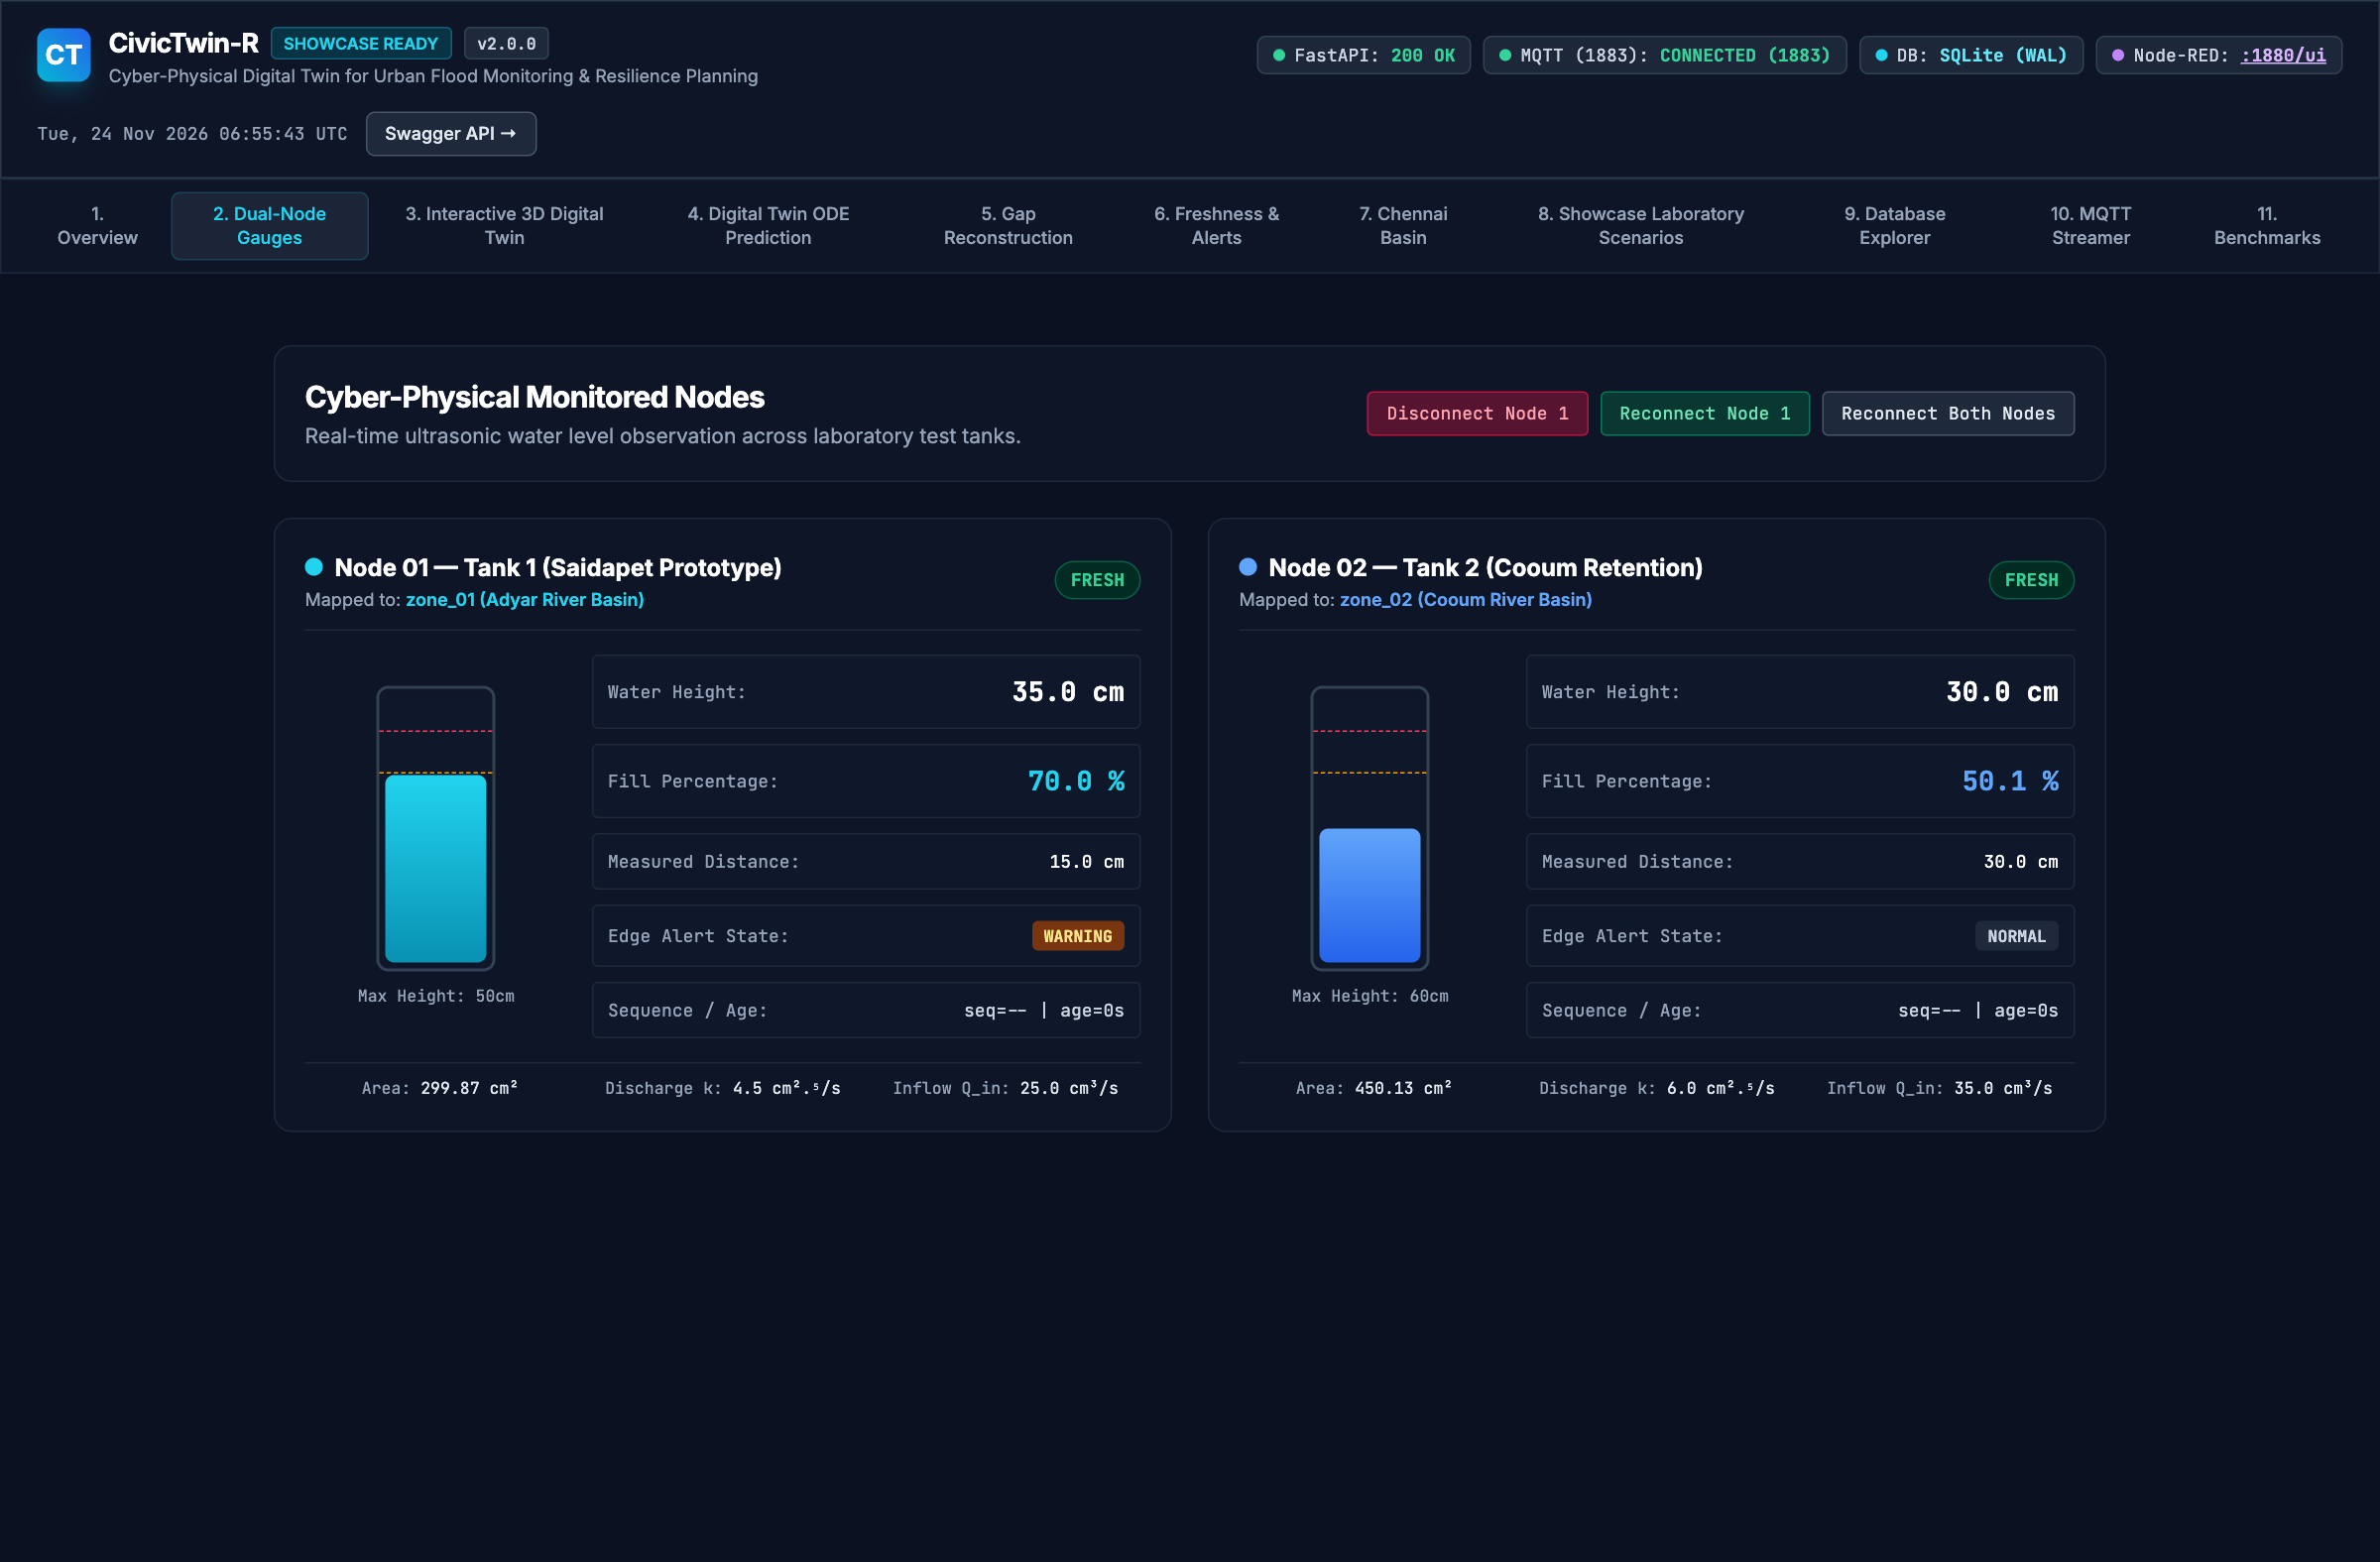 CT
CivicTwin-R SHOWCASE READY v2.0.0
Cyber-Physical Digital Twin for Urban Flood Monitoring & Resilience Planning
FastAPI: 200 OK
MQTT (1883): CONNECTED (1883)
DB: SQLite (WAL)
Node-RED: :1880/ui
Tue, 24 Nov 2026 06:55:43 UTC
Swagger API →
1.
Overview
2. Dual-Node
Gauges
3. Interactive 3D Digital
Twin
4. Digital Twin ODE
Prediction
5. Gap
Reconstruction
6. Freshness &
Alerts
7. Chennai
Basin
8. Showcase Laboratory
Scenarios
9. Database
Explorer
10. MQTT
Streamer
11.
Benchmarks
Cyber-Physical Monitored Nodes
Real-time ultrasonic water level observation across laboratory test tanks.
Disconnect Node 1
Reconnect Node 1
Reconnect Both Nodes
Node 01 — Tank 1 (Saidapet Prototype)
Mapped to: zone_01 (Adyar River Basin)
FRESH
Max Height: 50cm
Water Height: 35.0 cm
Fill Percentage: 70.0 %
Measured Distance: 15.0 cm
Edge Alert State: WARNING
Sequence / Age: seq=-- | age=0s
Area: 299.87 cm²
Discharge k: 4.5 cm²·⁵/s
Inflow Q_in: 25.0 cm³/s
Node 02 — Tank 2 (Cooum Retention)
Mapped to: zone_02 (Cooum River Basin)
FRESH
Max Height: 60cm
Water Height: 30.0 cm
Fill Percentage: 50.1 %
Measured Distance: 30.0 cm
Edge Alert State: NORMAL
Sequence / Age: seq=-- | age=0s
Area: 450.13 cm²
Discharge k: 6.0 cm²·⁵/s
Inflow Q_in: 35.0 cm³/s